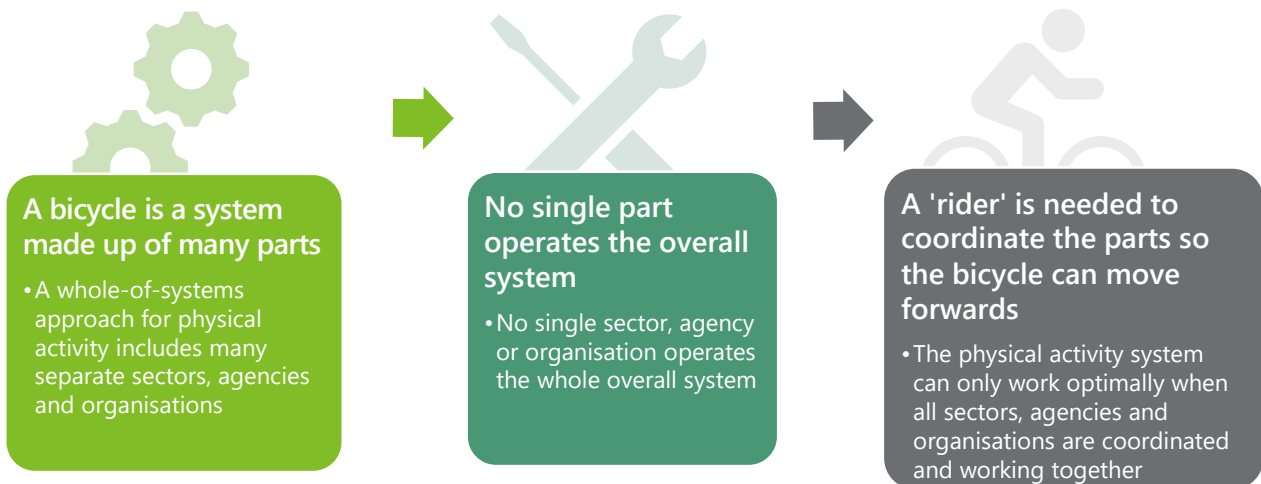 A bicycle is a system
made up of many parts
•A whole-of-systems
approach for physical
activity includes many
separate sectors, agencies
and organisations
No single part
operates the overall
system
•No single sector, agency
or organisation operates
the whole overall system
A 'rider' is needed to
coordinate the parts so
the bicycle can move
forwards
•The physical activity system
can only work optimally when
all sectors, agencies and
organisations are coordinated
and working together